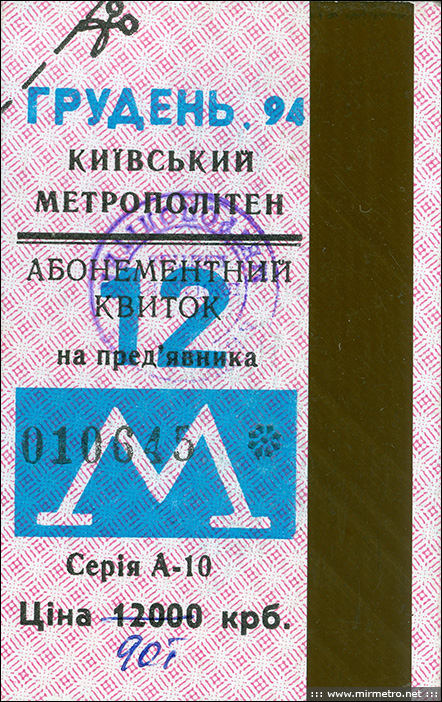 ГРУДЕНЬ. 94
КИЇВСЬКИЙ
МЕТРОПОЛІТЕН
АБОНЕМЕНТНИЙ
КВИТОК
12
на пред'явника
М
010645
Серія А-10
Ціна 12000 крб.
90т
::: www.mirmetro.net :::